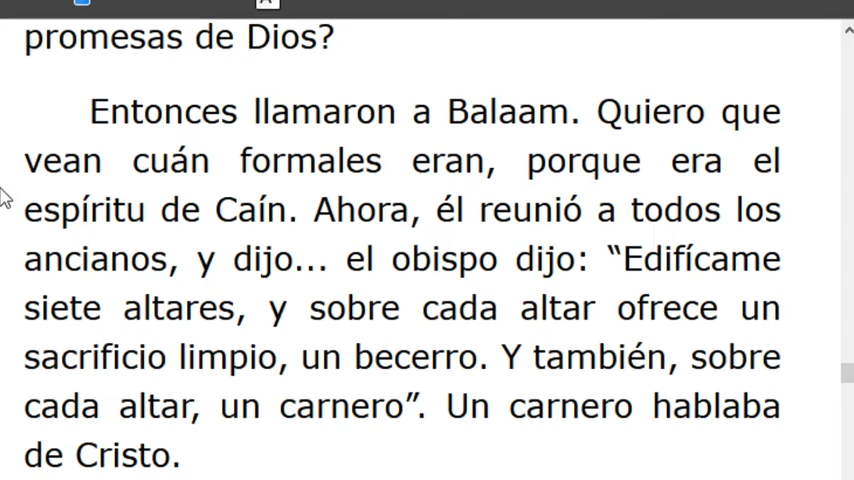 promesas de Dios?
Entonces llamaron a Balaam. Quiero que
vean cuán formales eran, porque era el
espíritu de Caín. Ahora, él reunió a todos los
ancianos, y dijo... el obispo dijo: “Edifícame
siete altares, y sobre cada altar ofrece un
sacrificio limpio, un becerro. Y también, sobre
cada altar, un carnero”. Un carnero hablaba
de Cristo.